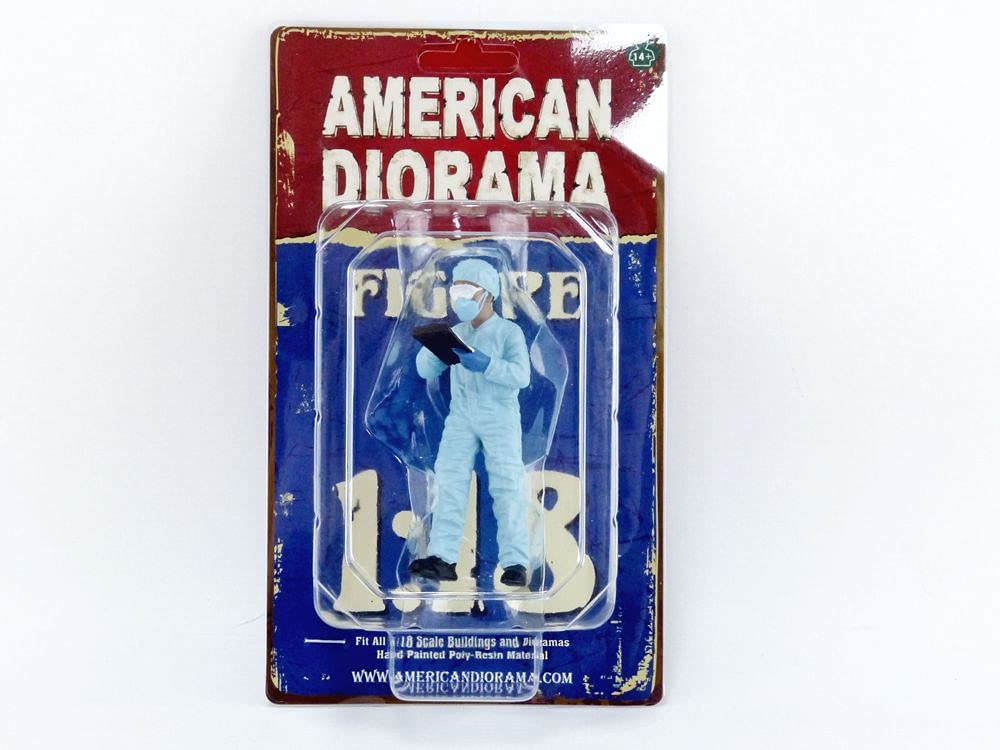 14+
AMERICAN
DIORAMA
FIGURE
1:18
Fit All 1/18 Scale Buildings and Dioramas
Hand Painted Poly-Resin Material
WWW.AMERICANDIORAMA.COM